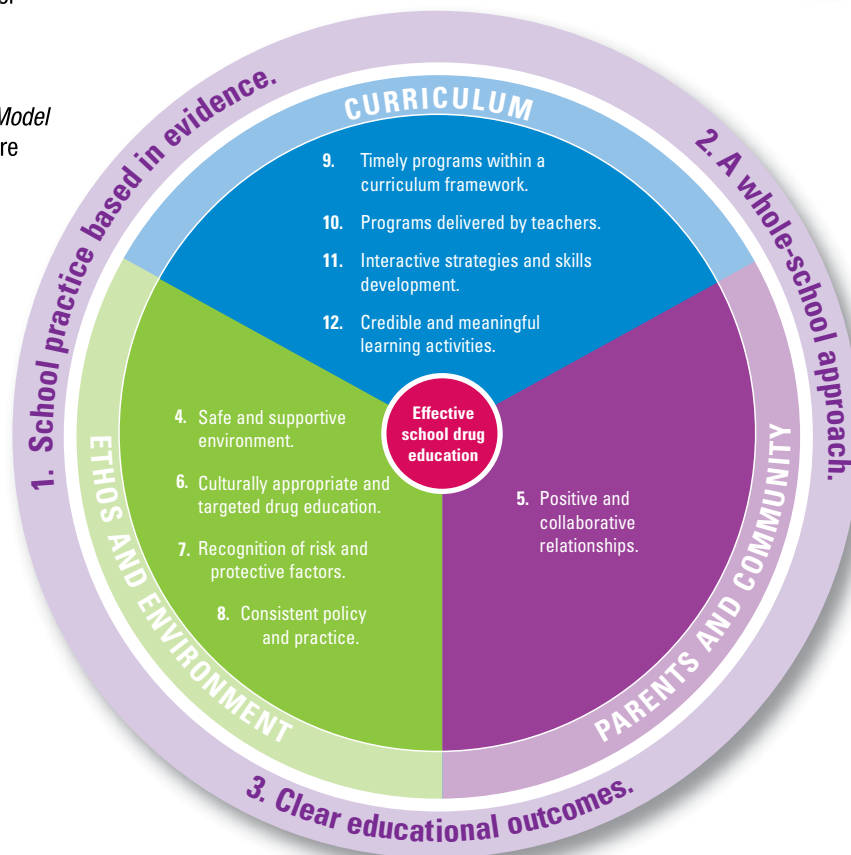 Model
re
1. School practice based in evidence.
2. A whole-school approach.
3. Clear educational outcomes.
CURRICULUM
9. Timely programs within a
curriculum framework.
10. Programs delivered by teachers.
11. Interactive strategies and skills
development.
12. Credible and meaningful
learning activities.
ETHOS AND ENVIRONMENT
4. Safe and supportive
environment.
6. Culturally appropriate and
targeted drug education.
7. Recognition of risk and
protective factors.
8. Consistent policy
and practice.
Effective
school drug
education
PARENTS AND COMMUNITY
5. Positive and
collaborative
relationships.